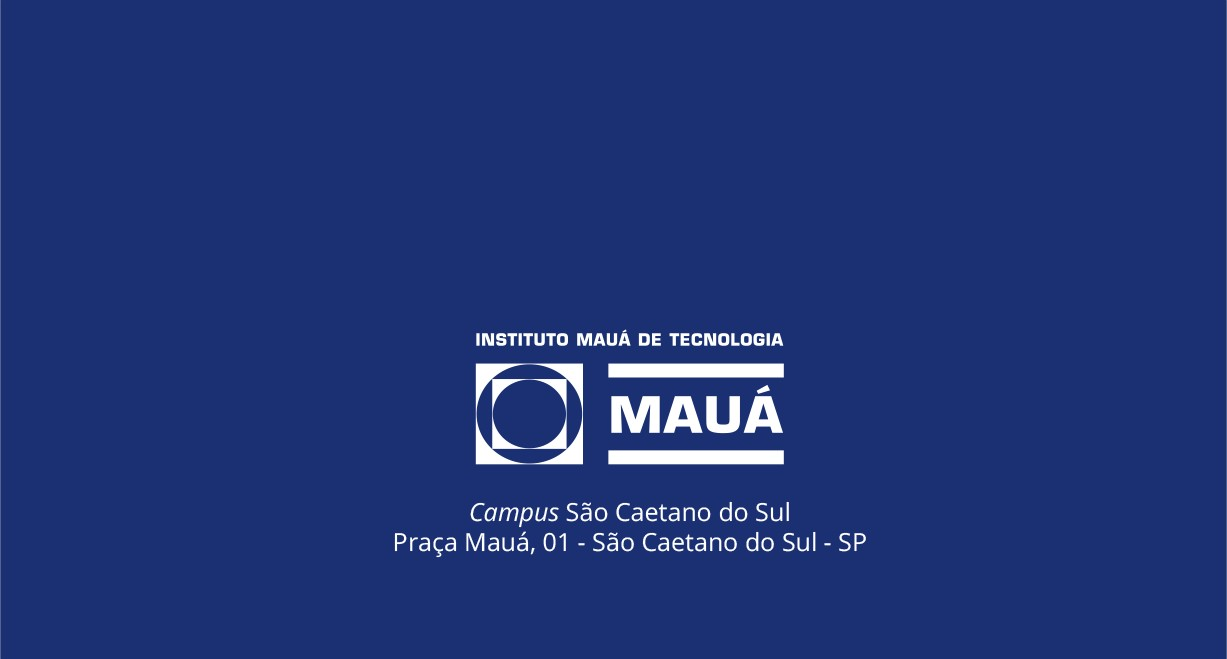 INSTITUTO MAUÁ DE TECNOLOGIA
MAUÁ
Campus São Caetano do Sul
Praça Mauá, 01 - São Caetano do Sul - SP